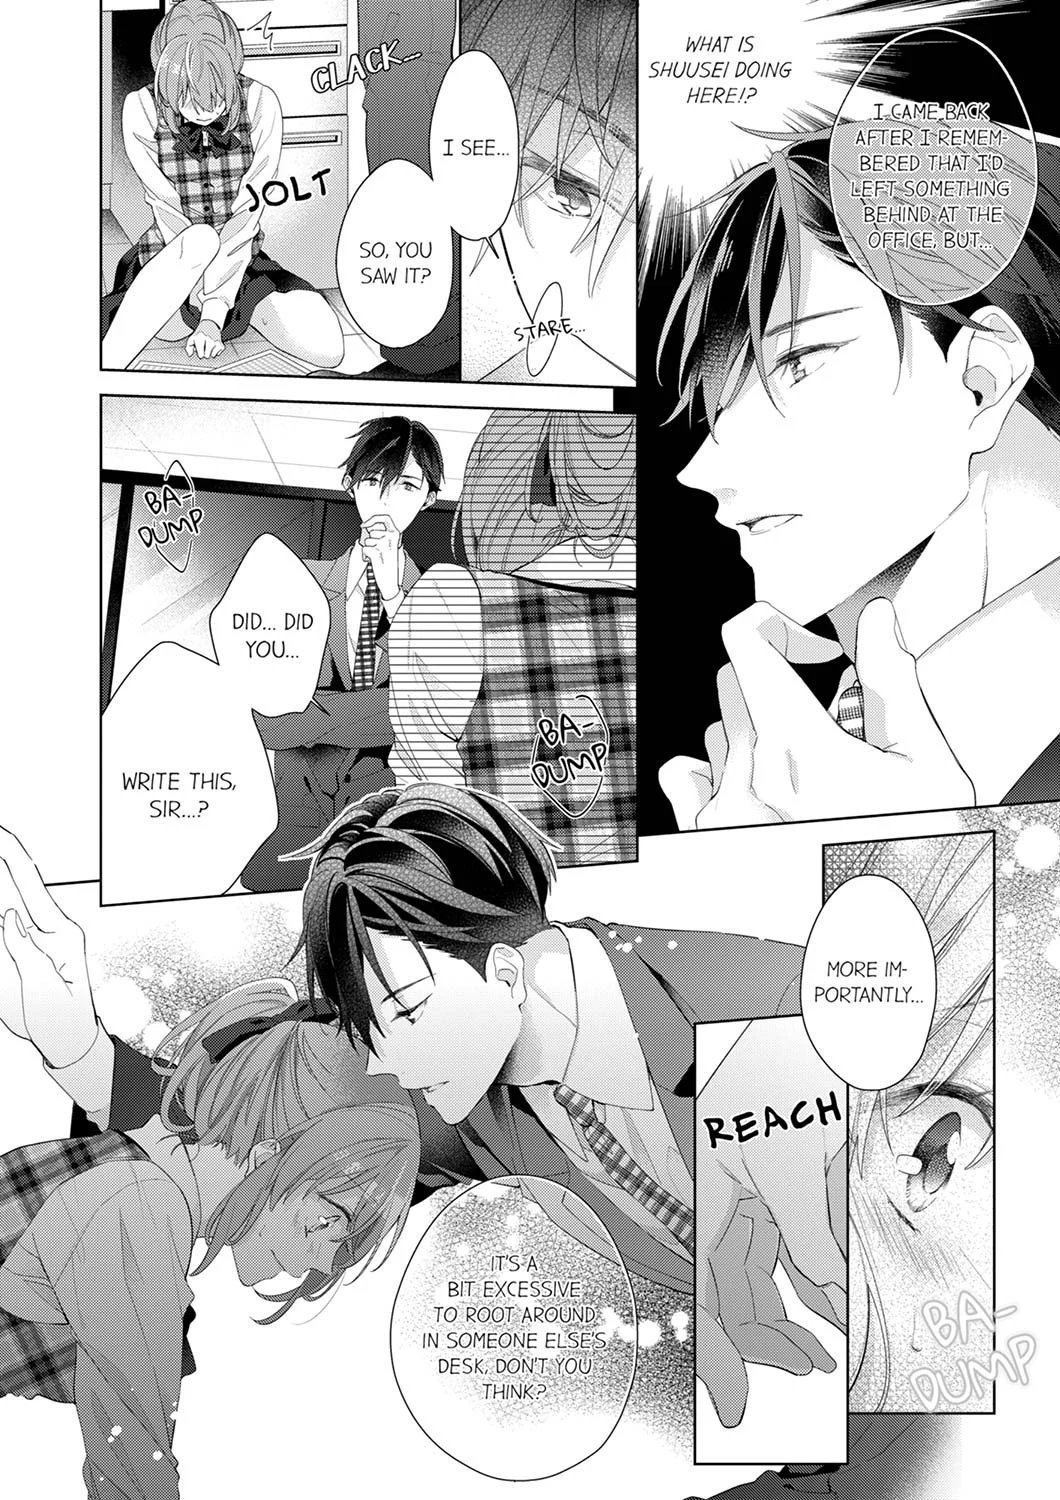 WHAT IS
SHUUSEI DOING
HERE!?
I CAME BACK
AFTER I REMEM-
BERED THAT I'D
LEFT SOMETHING
BEHIND AT THE
OFFICE, BUT...
I SEE...
STARE...
SO, YOU
SAW IT?
CLACK...
JOLT
BA-
DUMP
DID... DID
YOU...
WRITE THIS,
SIR...?
BA-
DUMP
MORE IM-
PORTANTLY...
BA-
DUMP
REACH
IT'S A
BIT EXCESSIVE
TO ROOT AROUND
IN SOMEONE ELSE'S
DESK, DON'T YOU
THINK?